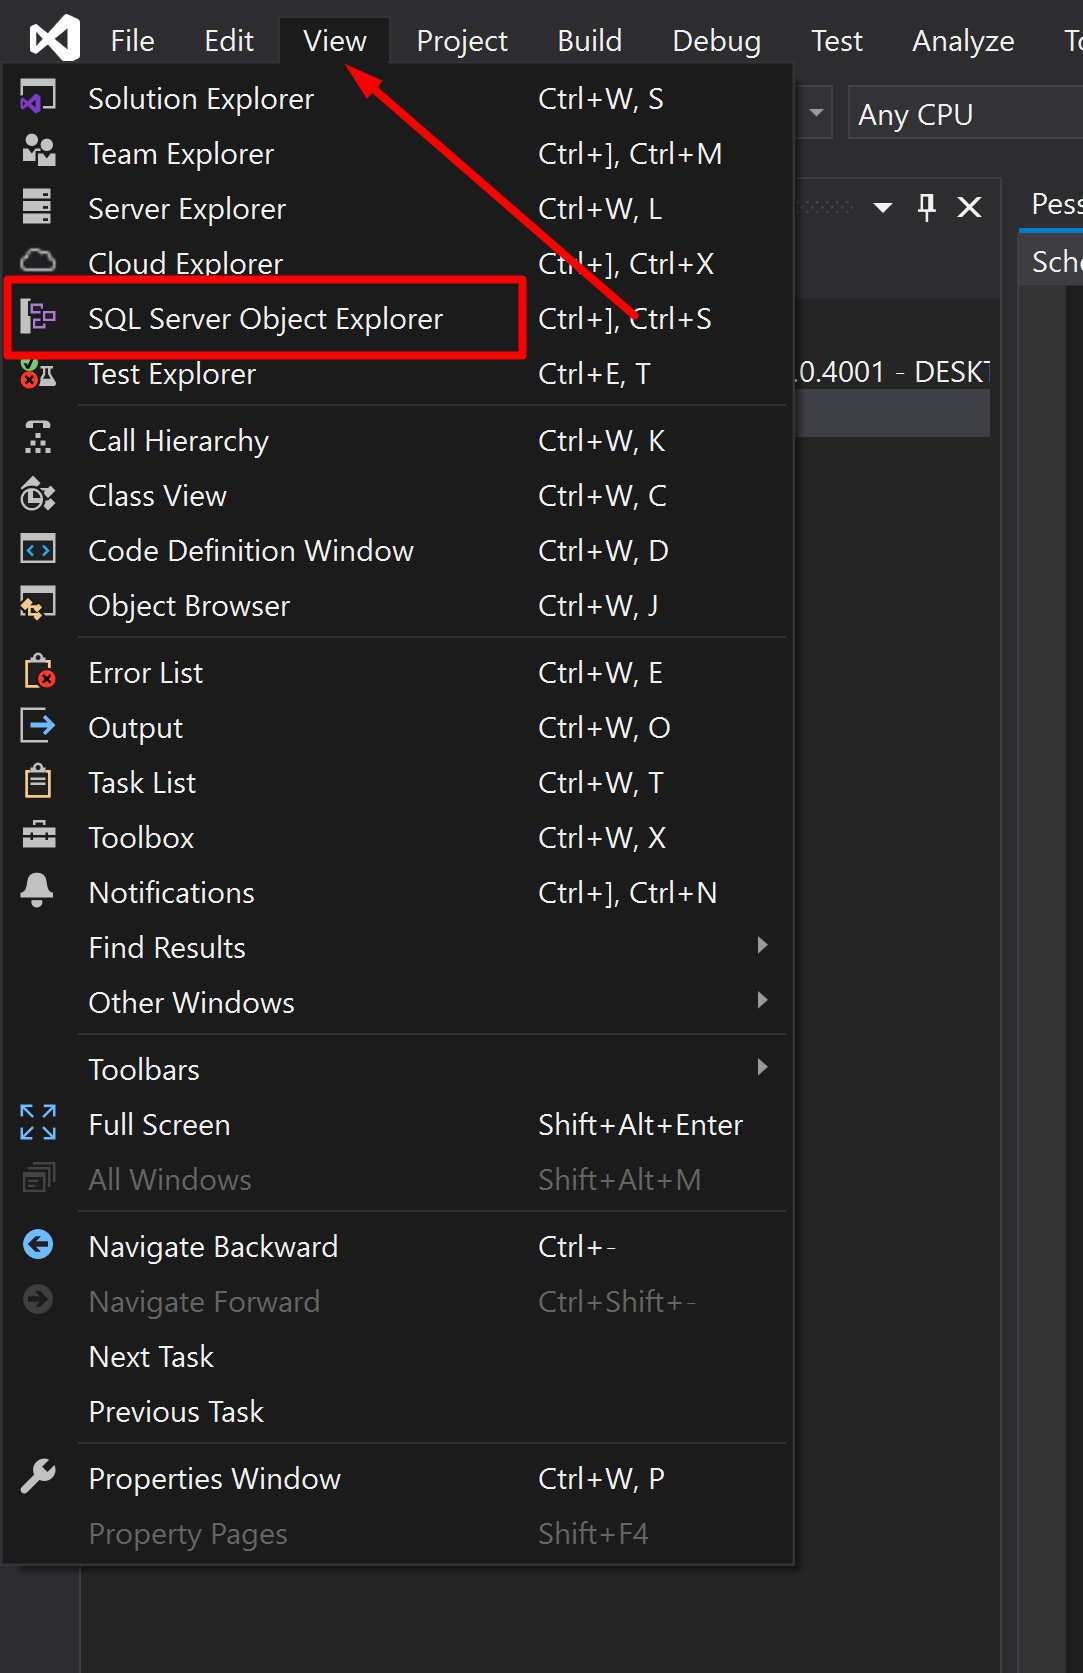 File Edit View Project Build Debug Test Analyze
Any CPU
Solution Explorer Ctrl+W, S
Team Explorer Ctrl+], Ctrl+M
Server Explorer Ctrl+W, L
Cloud Explorer Ctrl+], Ctrl+X
SQL Server Object Explorer Ctrl+], Ctrl+S
Test Explorer Ctrl+E, T
Call Hierarchy Ctrl+W, K
Class View Ctrl+W, C
Code Definition Window Ctrl+W, D
Object Browser Ctrl+W, J
Error List Ctrl+W, E
Output Ctrl+W, O
Task List Ctrl+W, T
Toolbox Ctrl+W, X
Notifications Ctrl+], Ctrl+N
Find Results
Other Windows
Toolbars
Full Screen Shift+Alt+Enter
All Windows Shift+Alt+M
Navigate Backward Ctrl+-
Navigate Forward Ctrl+Shift+-
Next Task
Previous Task
Properties Window Ctrl+W, P
Property Pages Shift+F4
Pess
Sche
.0.4001 - DESKT